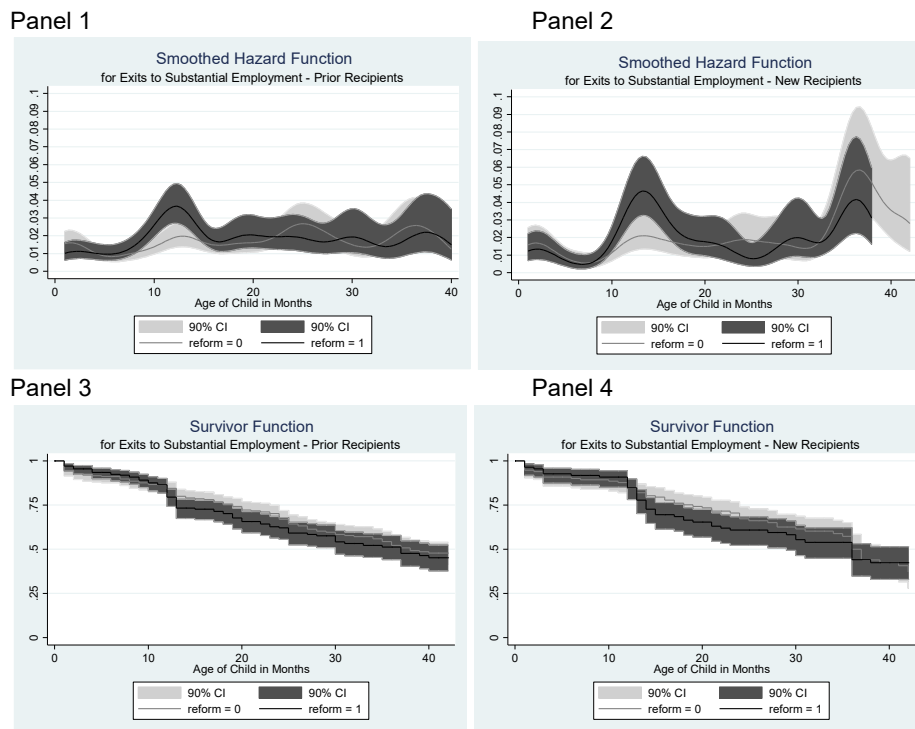 Panel 1
Panel 2
Smoothed Hazard Function
for Exits to Substantial Employment - Prior Recipients
0 .01 .02 .03 .04 .05 .06 .07 .08 .09 .1
0 10 20 30 40
Age of Child in Months
90% CI 90% CI
reform = 0 reform = 1
Smoothed Hazard Function
for Exits to Substantial Employment - New Recipients
0 .01 .02 .03 .04 .05 .06 .07 .08 .09 .1
0 10 20 30 40
Age of Child in Months
90% CI 90% CI
reform = 0 reform = 1
Panel 3
Panel 4
Survivor Function
for Exits to Substantial Employment - Prior Recipients
0 .25 .5 .75 1
0 10 20 30 40
Age of Child in Months
90% CI 90% CI
reform = 0 reform = 1
Survivor Function
for Exits to Substantial Employment - New Recipients
0 .25 .5 .75 1
0 10 20 30 40
Age of Child in Months
90% CI 90% CI
reform = 0 reform = 1